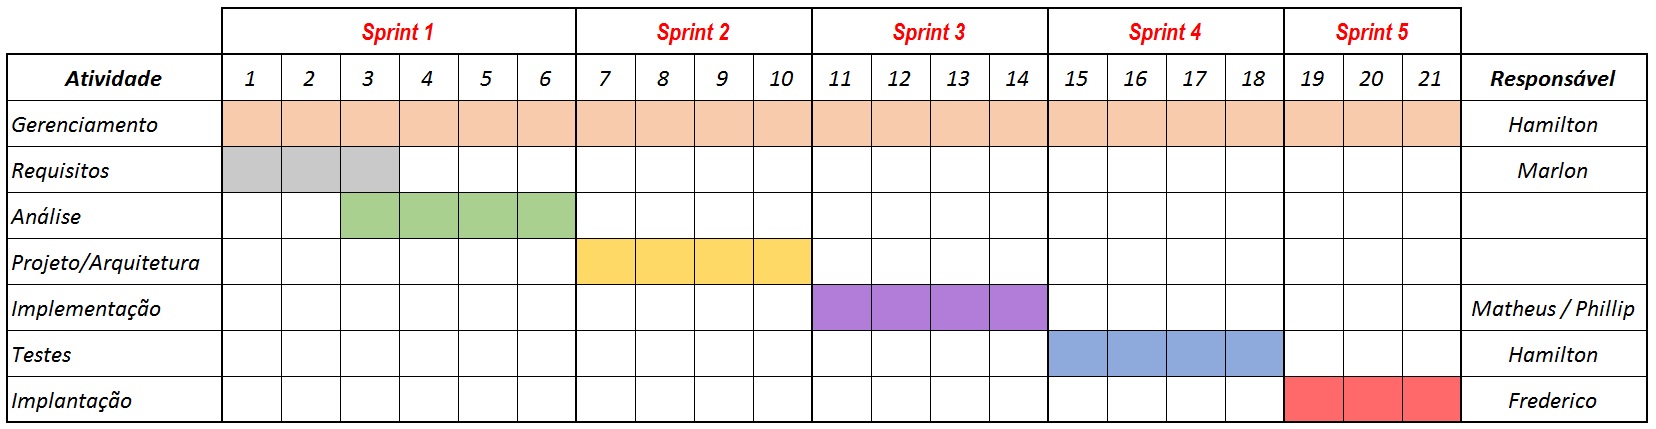 Sprint 1 Sprint 2 Sprint 3 Sprint 4 Sprint 5
Atividade 1 2 3 4 5 6 7 8 9 10 11 12 13 14 15 16 17 18 19 20 21 Responsável
Gerenciamento Hamilton
Requisitos Marlon
Análise
Projeto/Arquitetura
Implementação Matheus / Phillip
Testes Hamilton
Implantação Frederico